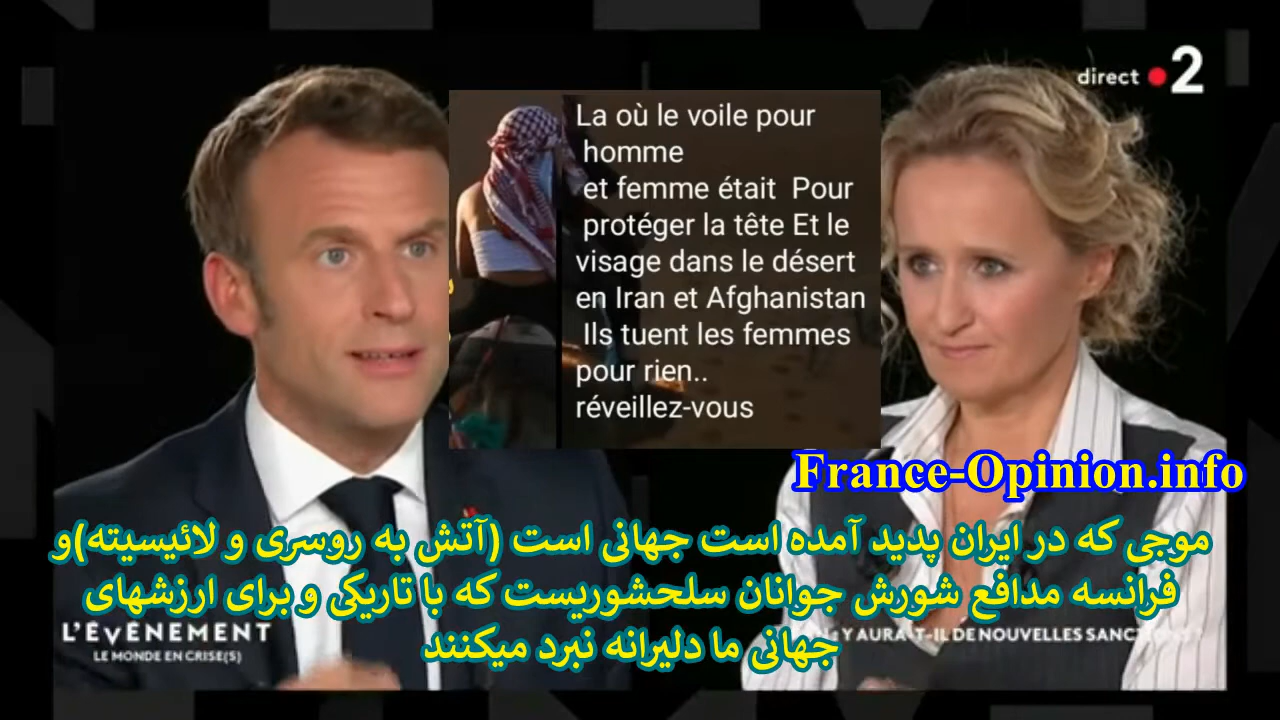 direct 2
La où le voile pour
homme
et femme était Pour
protéger la tête Et le
visage dans le désert
en Iran et Afghanistan
Ils tuent les femmes
pour rien..
réveillez-vous
France-Opinion.info
موجی که در ایران پدید آمده است جهانی است (آتش به روسری و لائیسیته)و
فرانسه مدافع شورش جوانان سلحشوریست که با تاریکی و برای ارزشهای
جهانی ما دلیرانه نبرد میکنند
L'ÉVÉNEMENT
LE MONDE EN CRISE(S)
Y AURA-T-IL DE NOUVELLES SANCTIONS ?